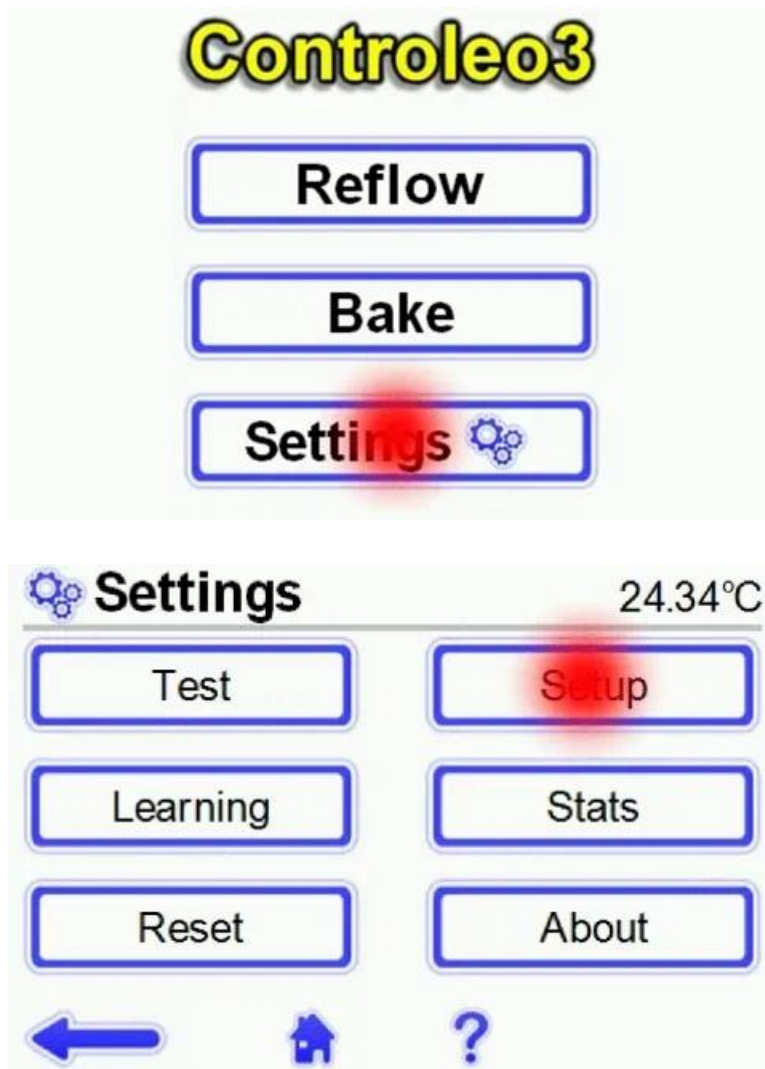 Controleo3
Reflow
Bake
Settings
Settings 24.34°C
Test Setup
Learning Stats
Reset About
?